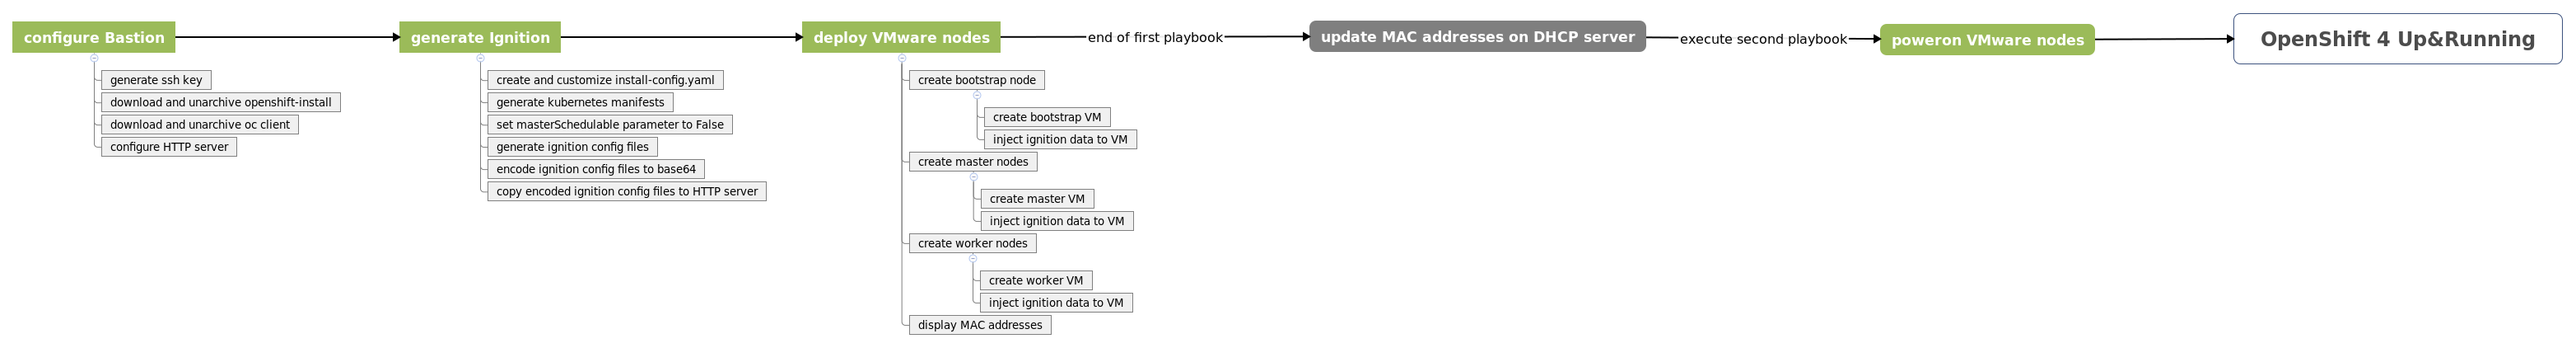 configure Bastion
generate ssh key
download and unarchive openshift-install
download and unarchive oc client
configure HTTP server
generate Ignition
create and customize install-config.yaml
generate kubernetes manifests
set masterSchedulable parameter to False
generate ignition config files
encode ignition config files to base64
copy encoded ignition config files to HTTP server
deploy VMware nodes
create bootstrap node
create bootstrap VM
inject ignition data to VM
create master nodes
create master VM
inject ignition data to VM
create worker nodes
create worker VM
inject ignition data to VM
display MAC addresses
end of first playbook
update MAC addresses on DHCP server
execute second playbook
poweron VMware nodes
OpenShift 4 Up&Running